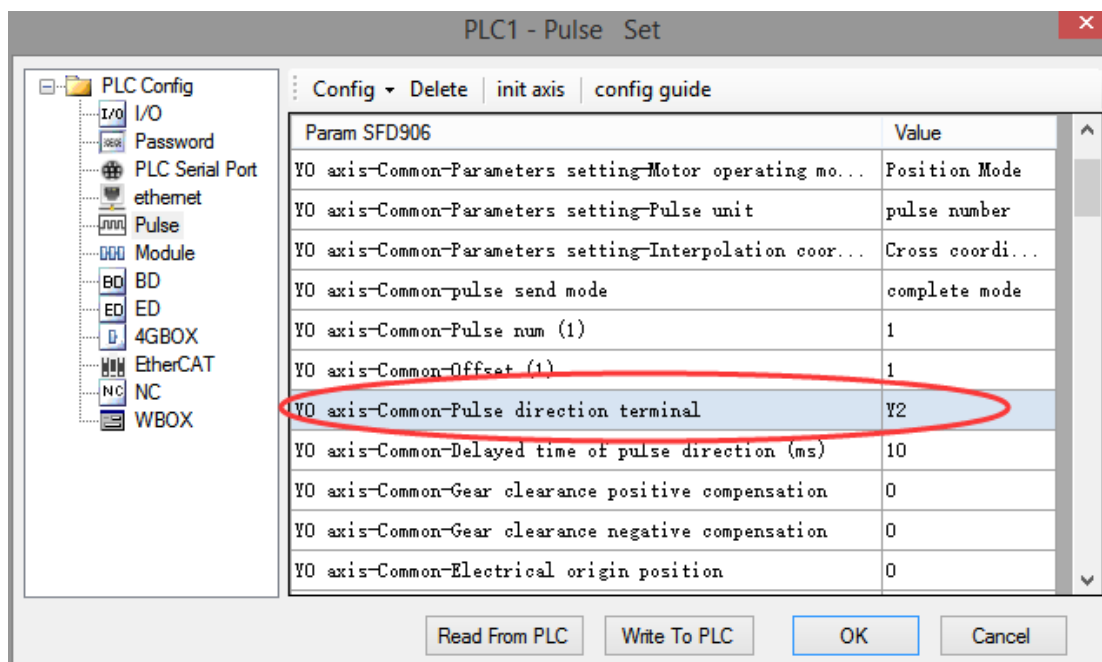 PLC1 - Pulse Set
PLC Config
I/O I/O
Password
PLC Serial Port
ethernet
Pulse
Module
BD BD
ED ED
4GBOX
EtherCAT
NC NC
WBOX
Config Delete init axis config guide
Param SFD906 Value
Y0 axis-Common-Parameters setting-Motor operating mo... Position Mode
Y0 axis-Common-Parameters setting-Pulse unit pulse number
Y0 axis-Common-Parameters setting-Interpolation coor... Cross coordi...
Y0 axis-Common-pulse send mode complete mode
Y0 axis-Common-Pulse num (1) 1
Y0 axis-Common-Offset (1) 1
Y0 axis-Common-Pulse direction terminal Y2
Y0 axis-Common-Delayed time of pulse direction (ms) 10
Y0 axis-Common-Gear clearance positive compensation 0
Y0 axis-Common-Gear clearance negative compensation 0
Y0 axis-Common-Electrical origin position 0
Read From PLC Write To PLC OK Cancel